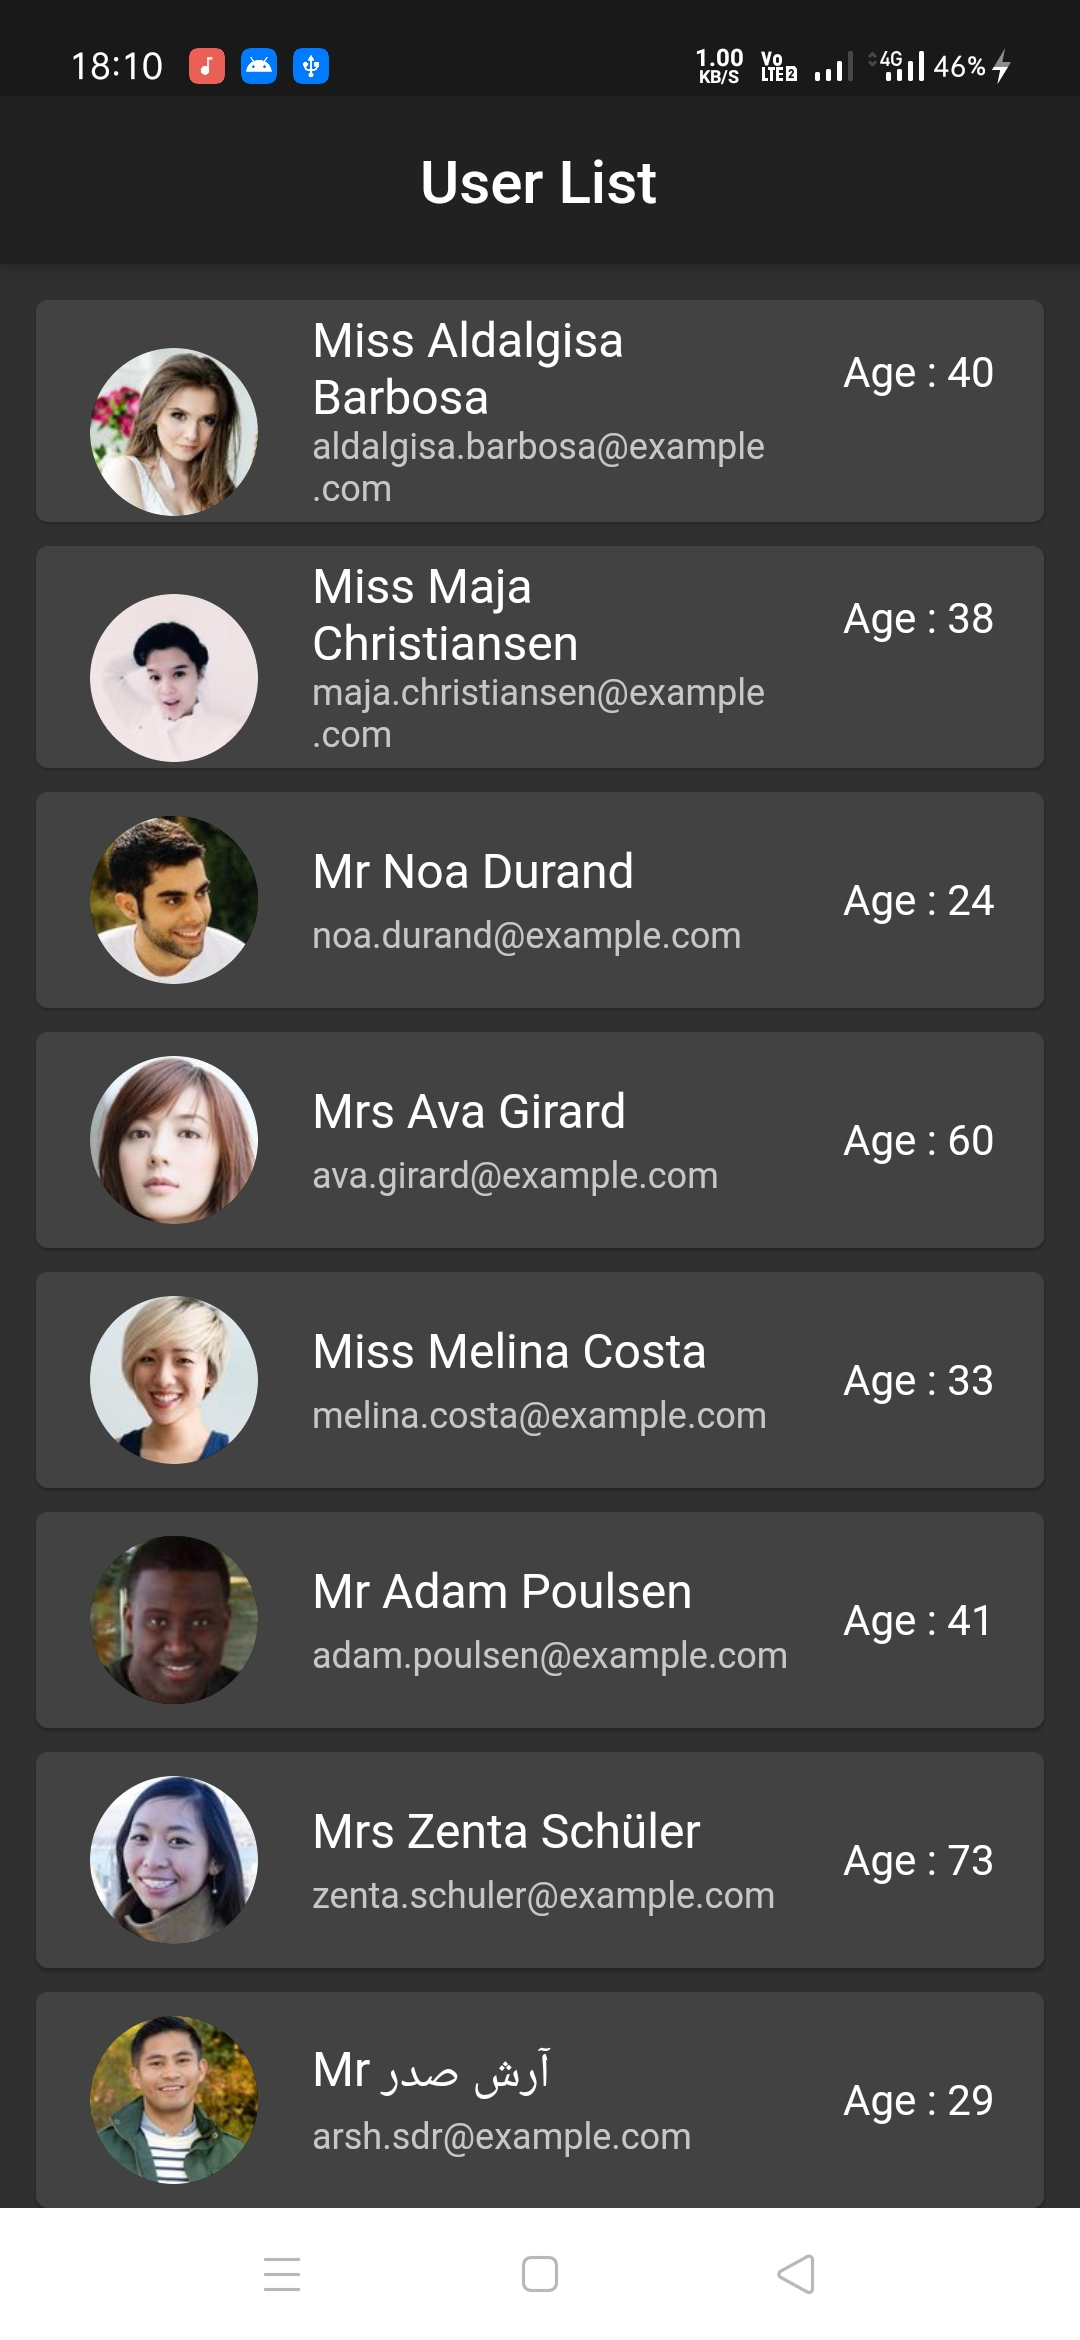 18:10 1.00 KB/S Vo LTE 2 4G 46%
User List
Miss Aldalgisa
Barbosa
Age : 40
aldalgisa.barbosa@example
.com
Miss Maja
Christiansen
Age : 38
maja.christiansen@example
.com
Mr Noa Durand
Age : 24
noa.durand@example.com
Mrs Ava Girard
Age : 60
ava.girard@example.com
Miss Melina Costa
Age : 33
melina.costa@example.com
Mr Adam Poulsen
Age : 41
adam.poulsen@example.com
Mrs Zenta Schüler
Age : 73
zenta.schuler@example.com
Mr آرش صدر
Age : 29
arsh.sdr@example.com